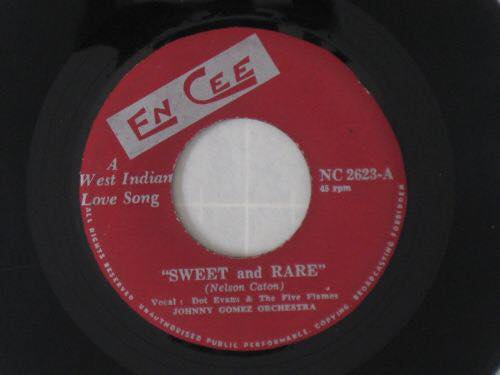 EN CEE
A
West Indian
Love Song
NC 2623-A
45 rpm
"SWEET and RARE"
(Nelson Caton)
Vocal : Dot Evans & The Five Flames
JOHNNY GOMEZ ORCHESTRA
ALL RIGHTS RESERVED UNAUTHORISED PUBLIC PERFORMANCE, COPYING, BROADCASTING FORBIDDEN